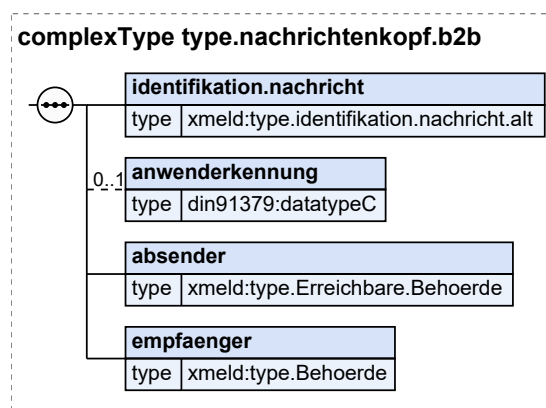 complexType type.nachrichtenkopf.b2b
identifikation.nachricht
type xmeld:type.identifikation.nachricht.alt
0..1
anwenderkennung
type din91379:datatypeC
absender
type xmeld:type.Erreichbare.Behoerde
empfaenger
type xmeld:type.Behoerde